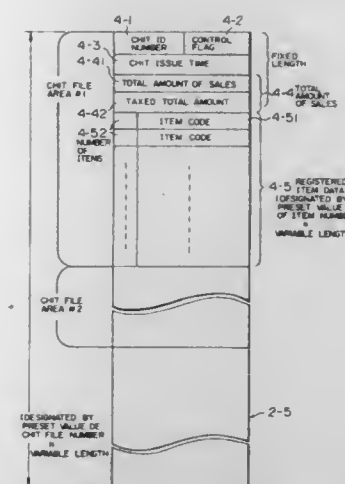 4-1 4-2
4-3 CHIT ID NUMBER CONTROL FLAG
4-41 CHIT ISSUE TIME FIXED LENGTH
CHIT FILE AREA #1 TOTAL AMOUNT OF SALES 4-4 TOTAL AMOUNT OF SALES
TAXED TOTAL AMOUNT
4-42 ITEM CODE 4-51
4-52 ITEM CODE
NUMBER OF ITEMS
4-5 REGISTERED ITEM DATA
(DESIGNATED BY
PRESET VALUE
OF ITEM NUMBER
=
VARIABLE LENGTH
CHIT FILE
AREA #2
2-5
(DESIGNATED BY
PRESET VALUE OF
CHIT FILE NUMBER
=
VARIABLE LENGTH